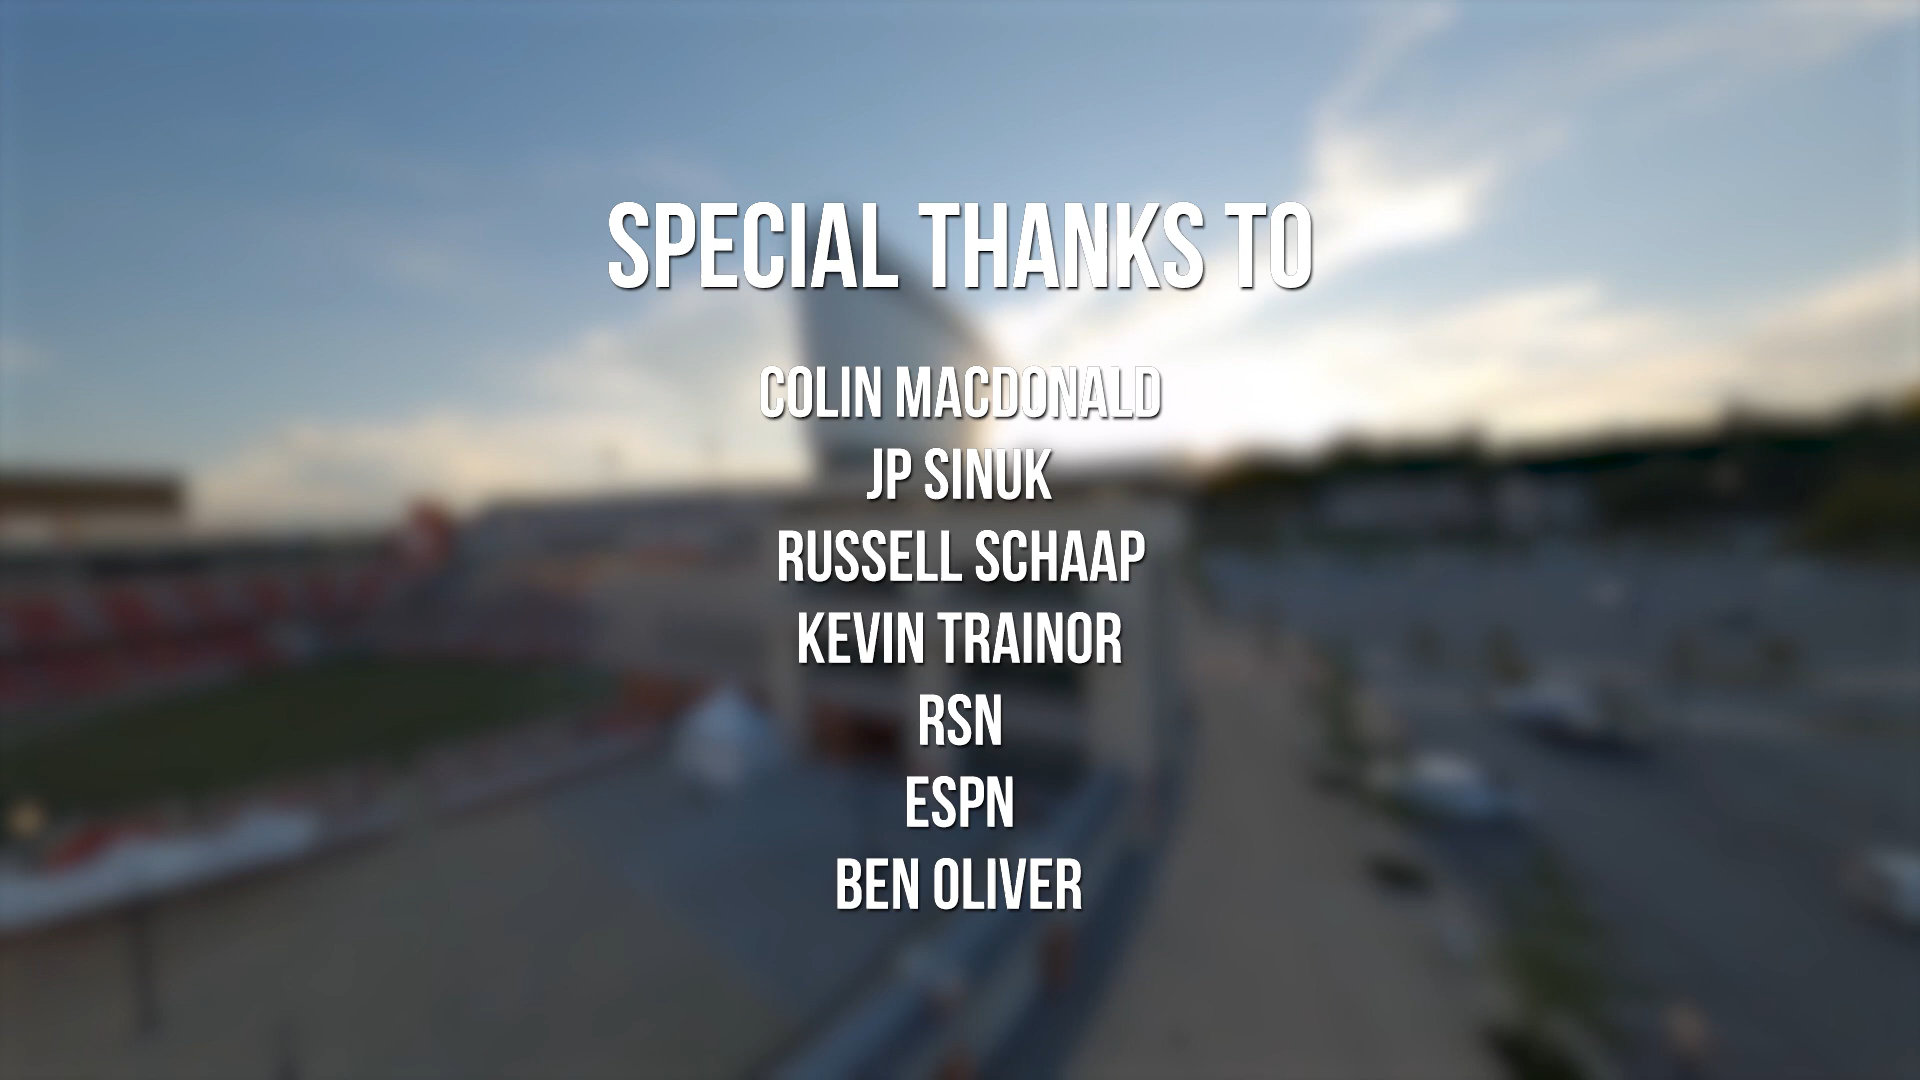 SPECIAL THANKS TO
COLIN MACDONALD
JP SINUK
RUSSELL SCHAAP
KEVIN TRAINOR
RSN
ESPN
BEN OLIVER